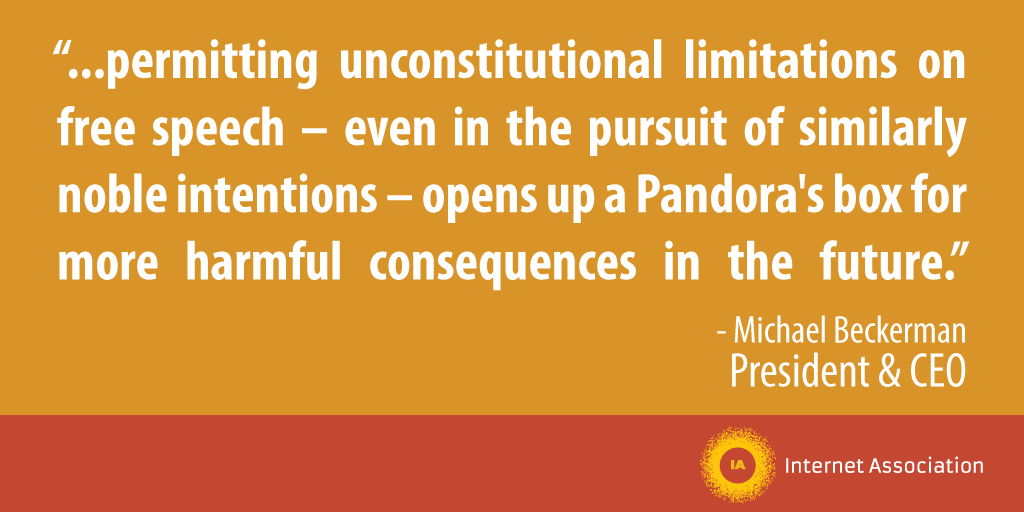 “...permitting unconstitutional limitations on
free speech – even in the pursuit of similarly
noble intentions – opens up a Pandora's box for
more harmful consequences in the future.”
- Michael Beckerman
President & CEO
IA
Internet Association